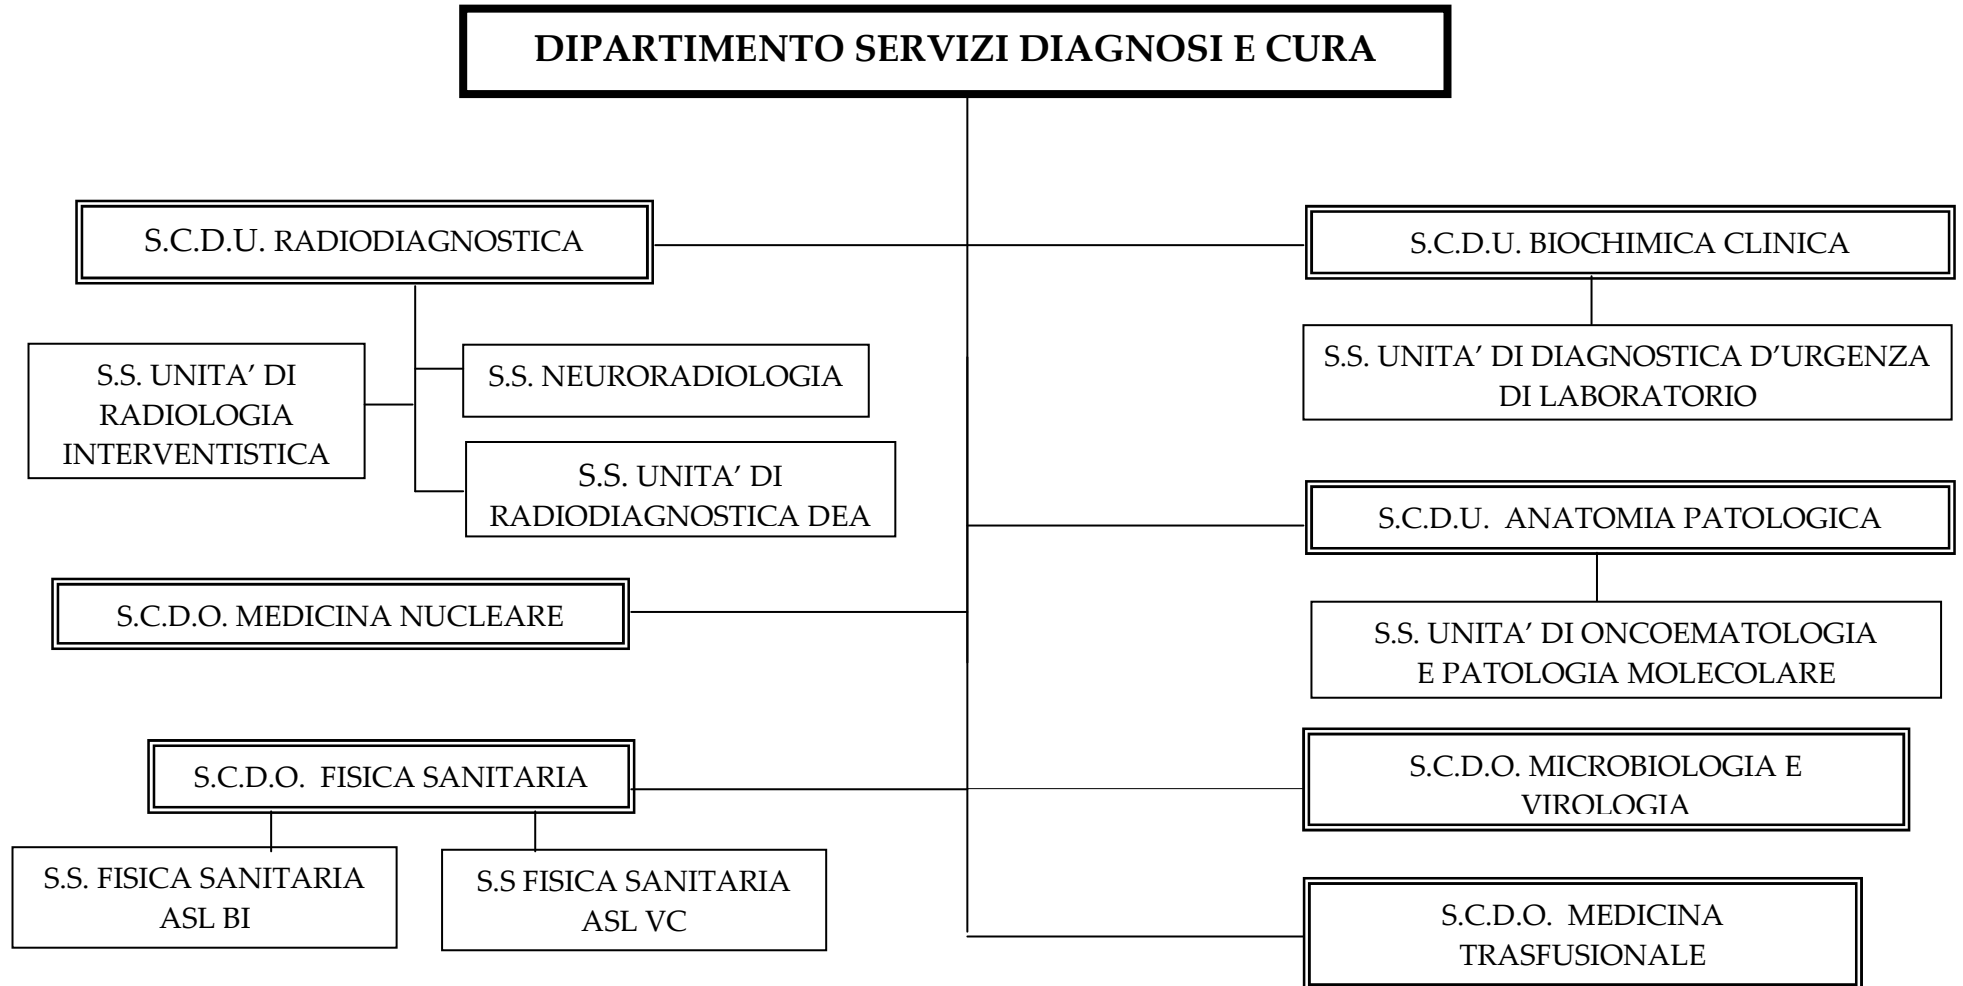 DIPARTIMENTO SERVIZI DIAGNOSI E CURA
S.C.D.U. RADIODIAGNOSTICA
S.S. UNITA’ DI
RADIOLOGIA
INTERVENTISTICA
S.S. NEURORADIOLOGIA
S.S. UNITA’ DI
RADIODIAGNOSTICA DEA
S.C.D.O. MEDICINA NUCLEARE
S.C.D.O. FISICA SANITARIA
S.S. FISICA SANITARIA
ASL BI
S.S FISICA SANITARIA
ASL VC
S.C.D.U. BIOCHIMICA CLINICA
S.S. UNITA’ DI DIAGNOSTICA D’URGENZA
DI LABORATORIO
S.C.D.U. ANATOMIA PATOLOGICA
S.S. UNITA’ DI ONCOEMATOLOGIA
E PATOLOGIA MOLECOLARE
S.C.D.O. MICROBIOLOGIA E
VIROLOGIA
S.C.D.O. MEDICINA
TRASFUSIONALE